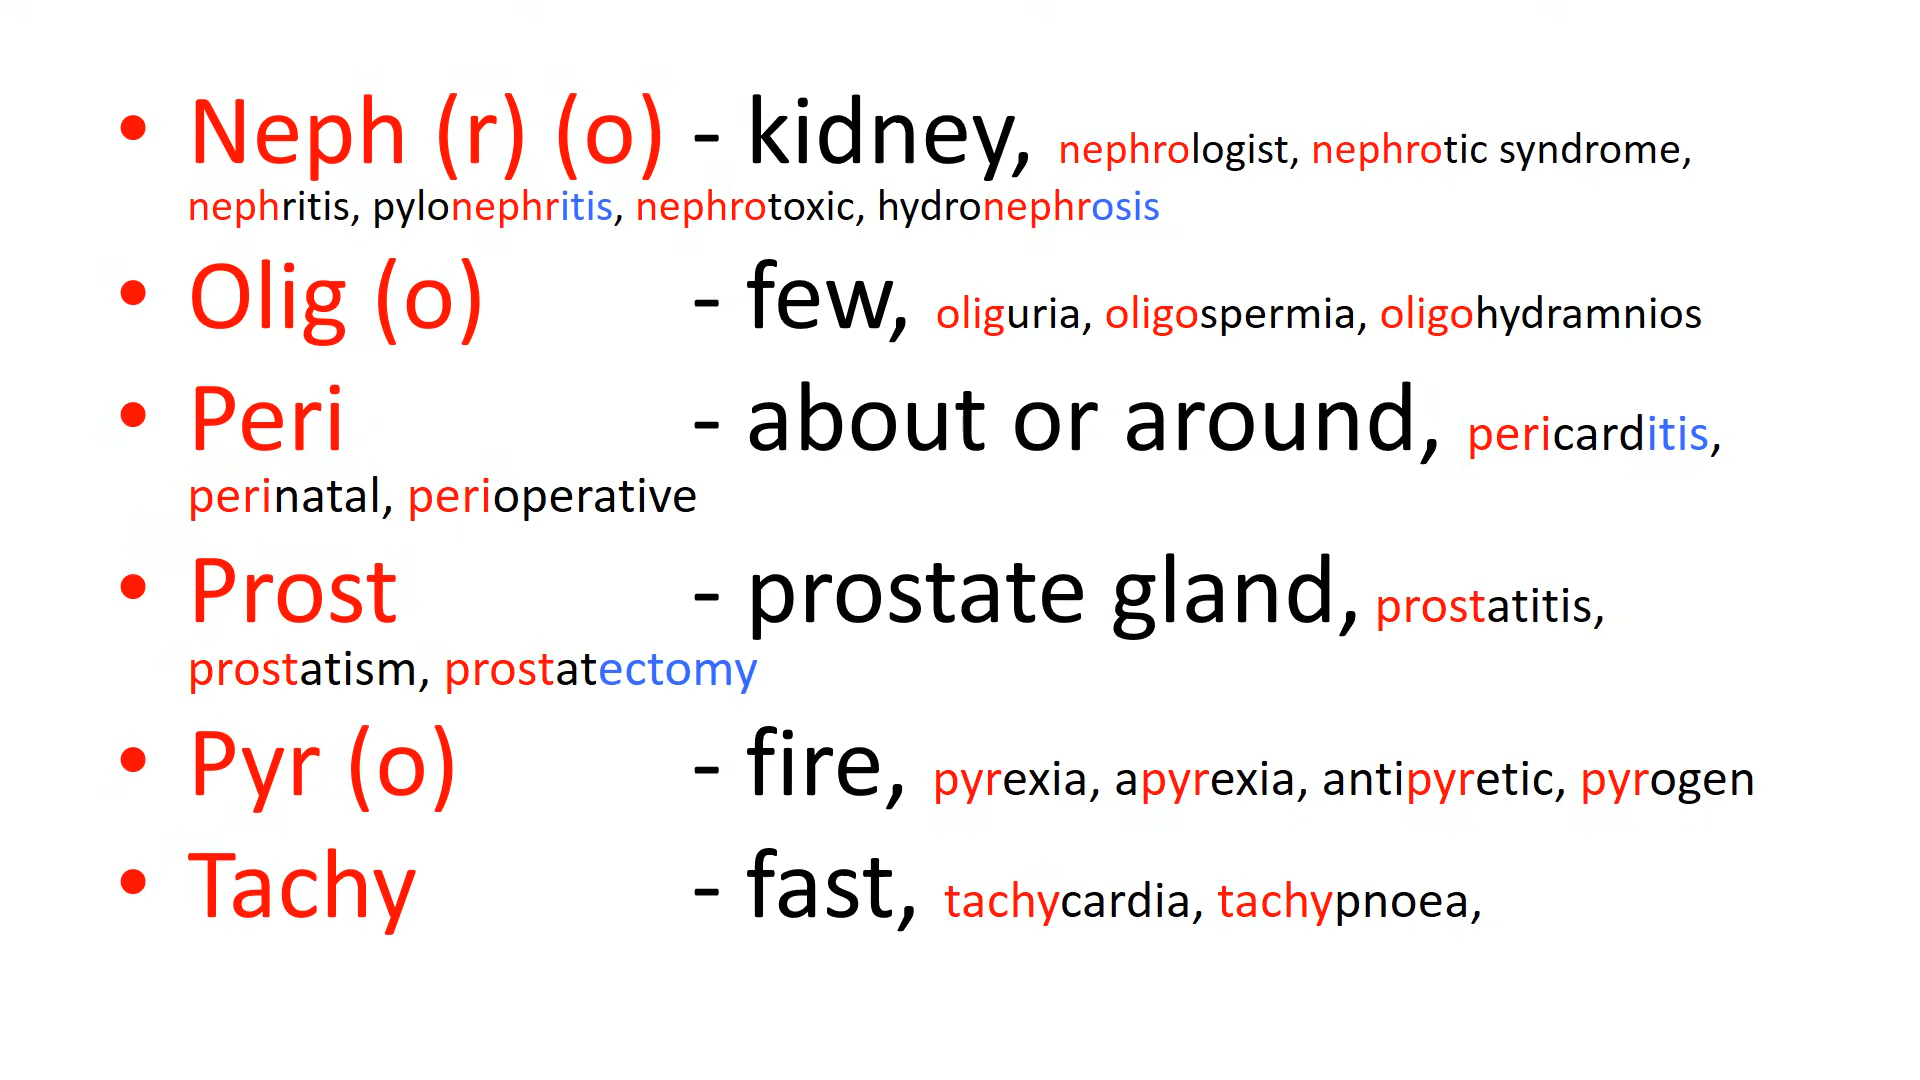 • Neph (r) (o) - kidney, nephrologist, nephrotic syndrome,
nephritis, pylonephritis, nephrotoxic, hydronephrosis
• Olig (o) - few, oliguria, oligospermia, oligohydramnios
• Peri - about or around, pericarditis,
perinatal, perioperative
• Prost - prostate gland, prostatitis,
prostatism, prostatectomy
• Pyr (o) - fire, pyrexia, apyrexia, antipyretic, pyrogen
• Tachy - fast, tachycardia, tachypnoea,